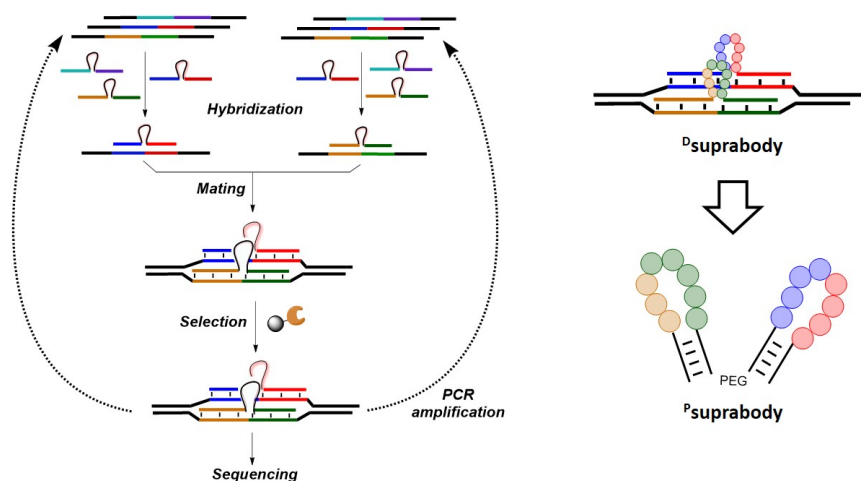 Hybridization
Mating
Selection
PCR
amplification
Sequencing
Dsuprabody
PEG
Psuprabody